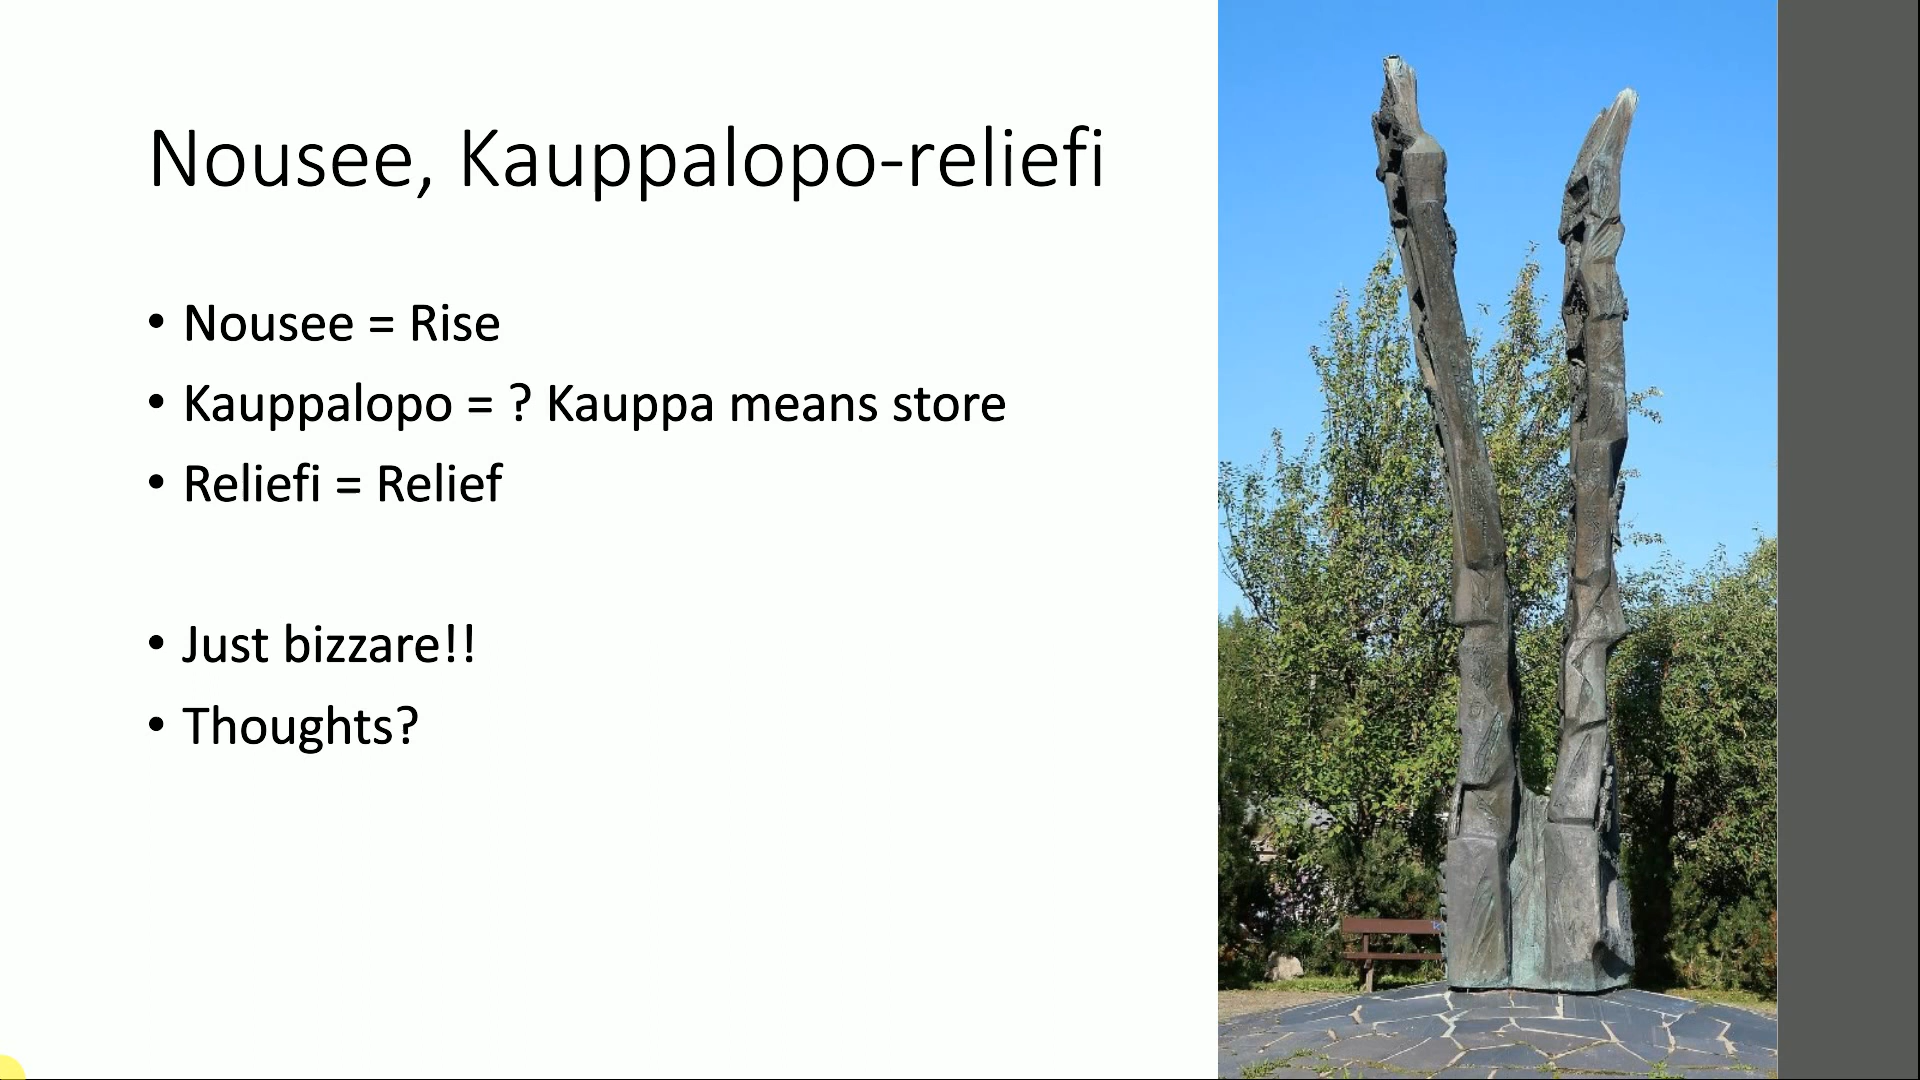 Nousee, Kauppalopo-reliefi
• Nousee = Rise
• Kauppalopo = ? Kauppa means store
• Reliefi = Relief
• Just bizzare!!
• Thoughts?